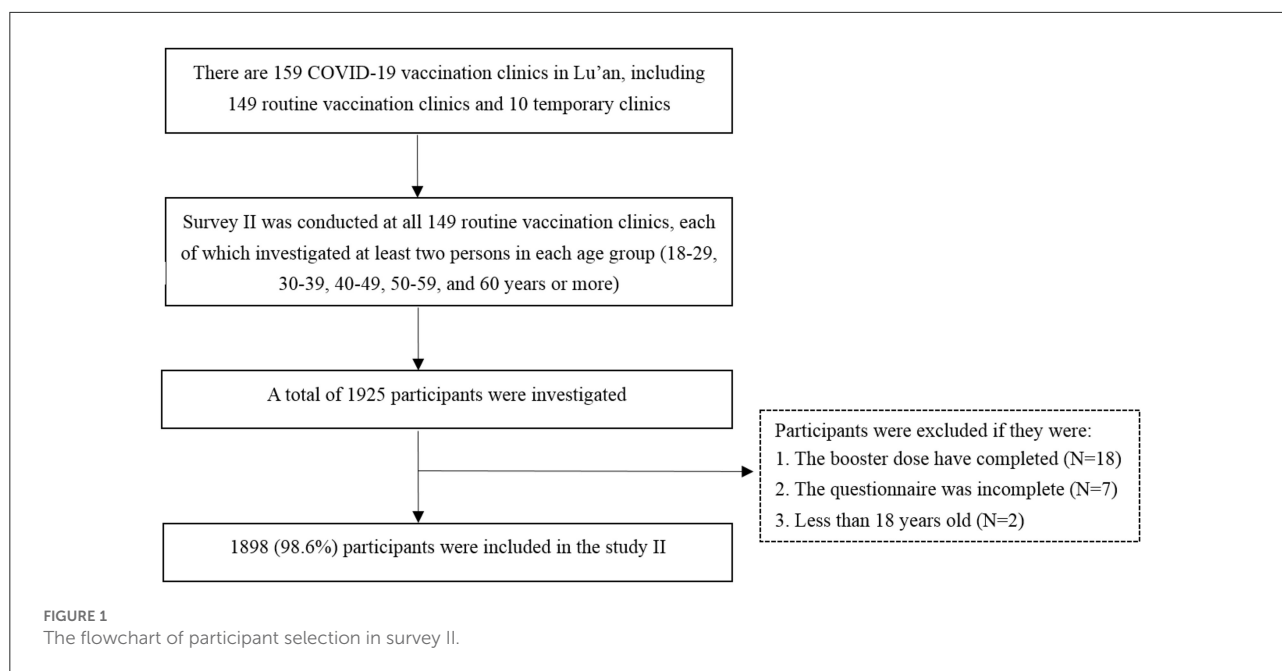 There are 159 COVID-19 vaccination clinics in Lu’an, including
149 routine vaccination clinics and 10 temporary clinics
Survey II was conducted at all 149 routine vaccination clinics, each
of which investigated at least two persons in each age group (18-29,
30-39, 40-49, 50-59, and 60 years or more)
A total of 1925 participants were investigated
Participants were excluded if they were:
1. The booster dose have completed (N=18)
2. The questionnaire was incomplete (N=7)
3. Less than 18 years old (N=2)
1898 (98.6%) participants were included in the study II
FIGURE 1
The flowchart of participant selection in survey II.